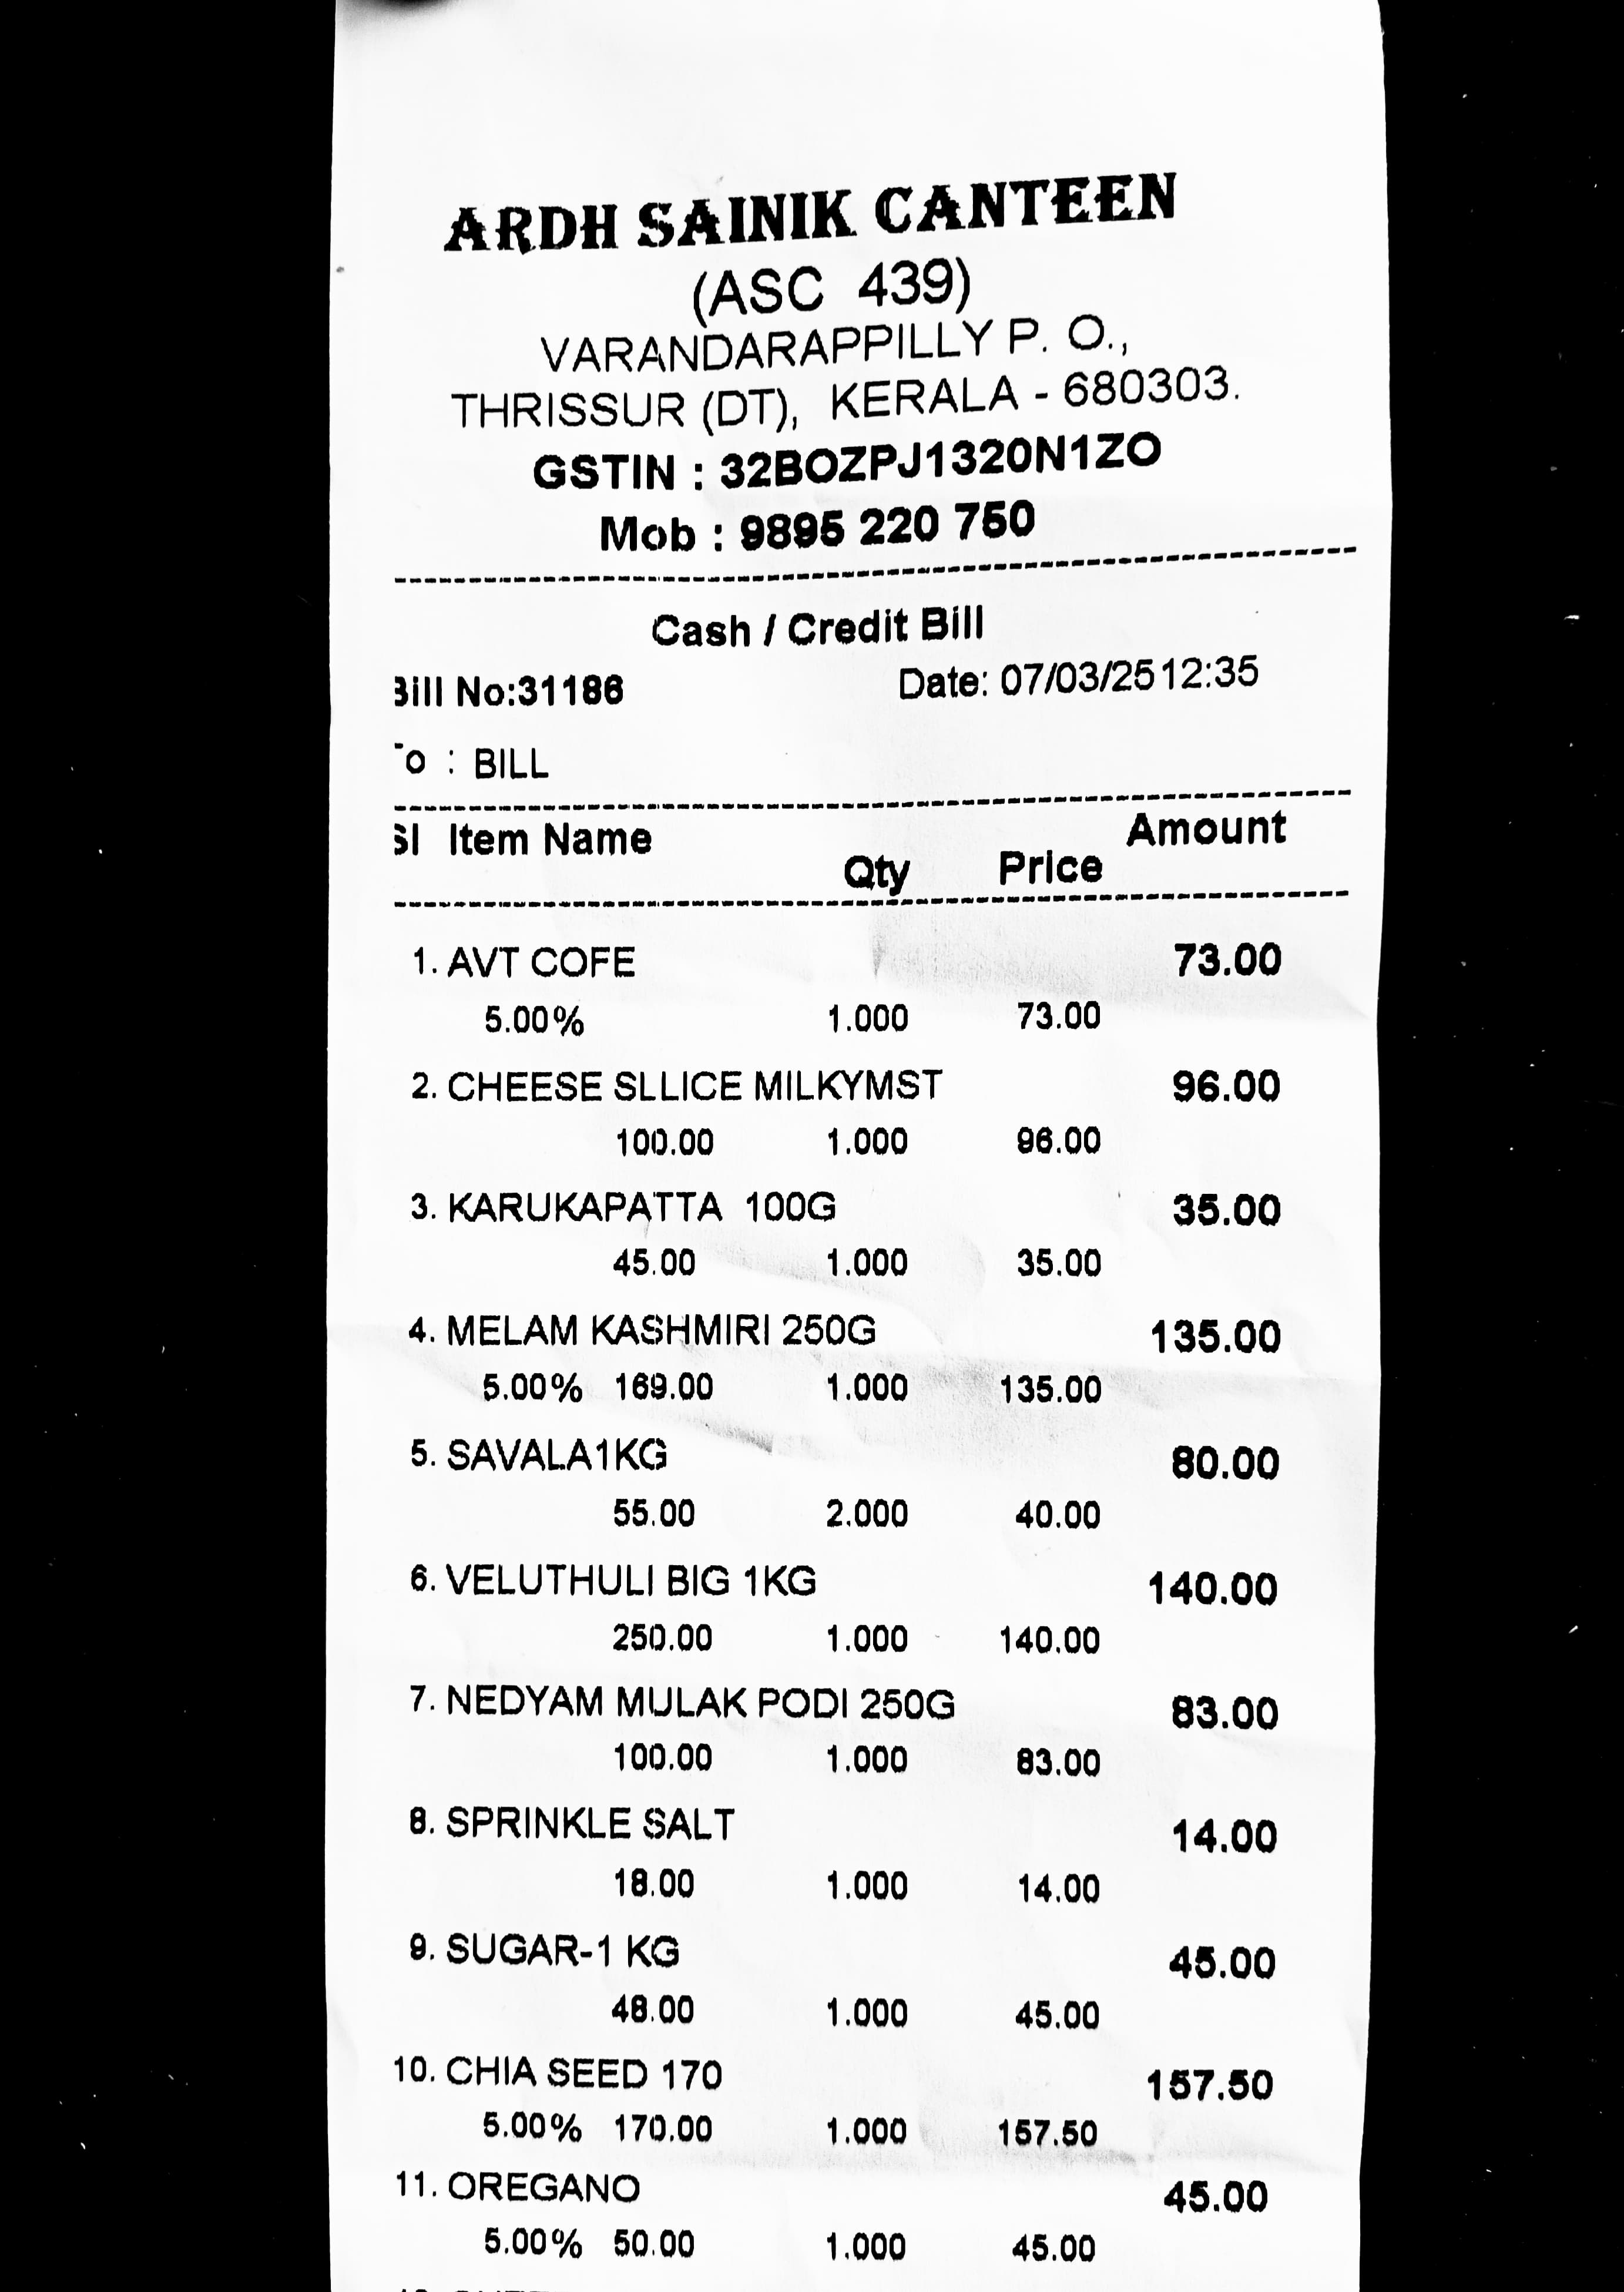 ARDH SAINIK CANTEEN
(ASC 439)
VARANDARAPPILLY P. O.,
THRISSUR (DT), KERALA - 680303.
GSTIN : 32BOZPJ1320N1ZO
Mob : 9895 220 750
Cash / Credit Bill
Bill No:31186 Date: 07/03/25 12:35
To : BILL
Sl Item Name Qty Price Amount
1. AVT COFE 73.00
5.00% 1.000 73.00
2. CHEESE SLLICE MILKYMST 96.00
100.00 1.000 96.00
3. KARUKAPATTA 100G 35.00
45.00 1.000 35.00
4. MELAM KASHMIRI 250G 135.00
5.00% 169.00 1.000 135.00
5. SAVALA1KG 80.00
55.00 2.000 40.00
6. VELUTHULI BIG 1KG 140.00
250.00 1.000 140.00
7. NEDYAM MULAK PODI 250G 83.00
100.00 1.000 83.00
8. SPRINKLE SALT 14.00
18.00 1.000 14.00
9. SUGAR-1 KG 45.00
48.00 1.000 45.00
10. CHIA SEED 170 157.50
5.00% 170.00 1.000 157.50
11. OREGANO 45.00
5.00% 50.00 1.000 45.00